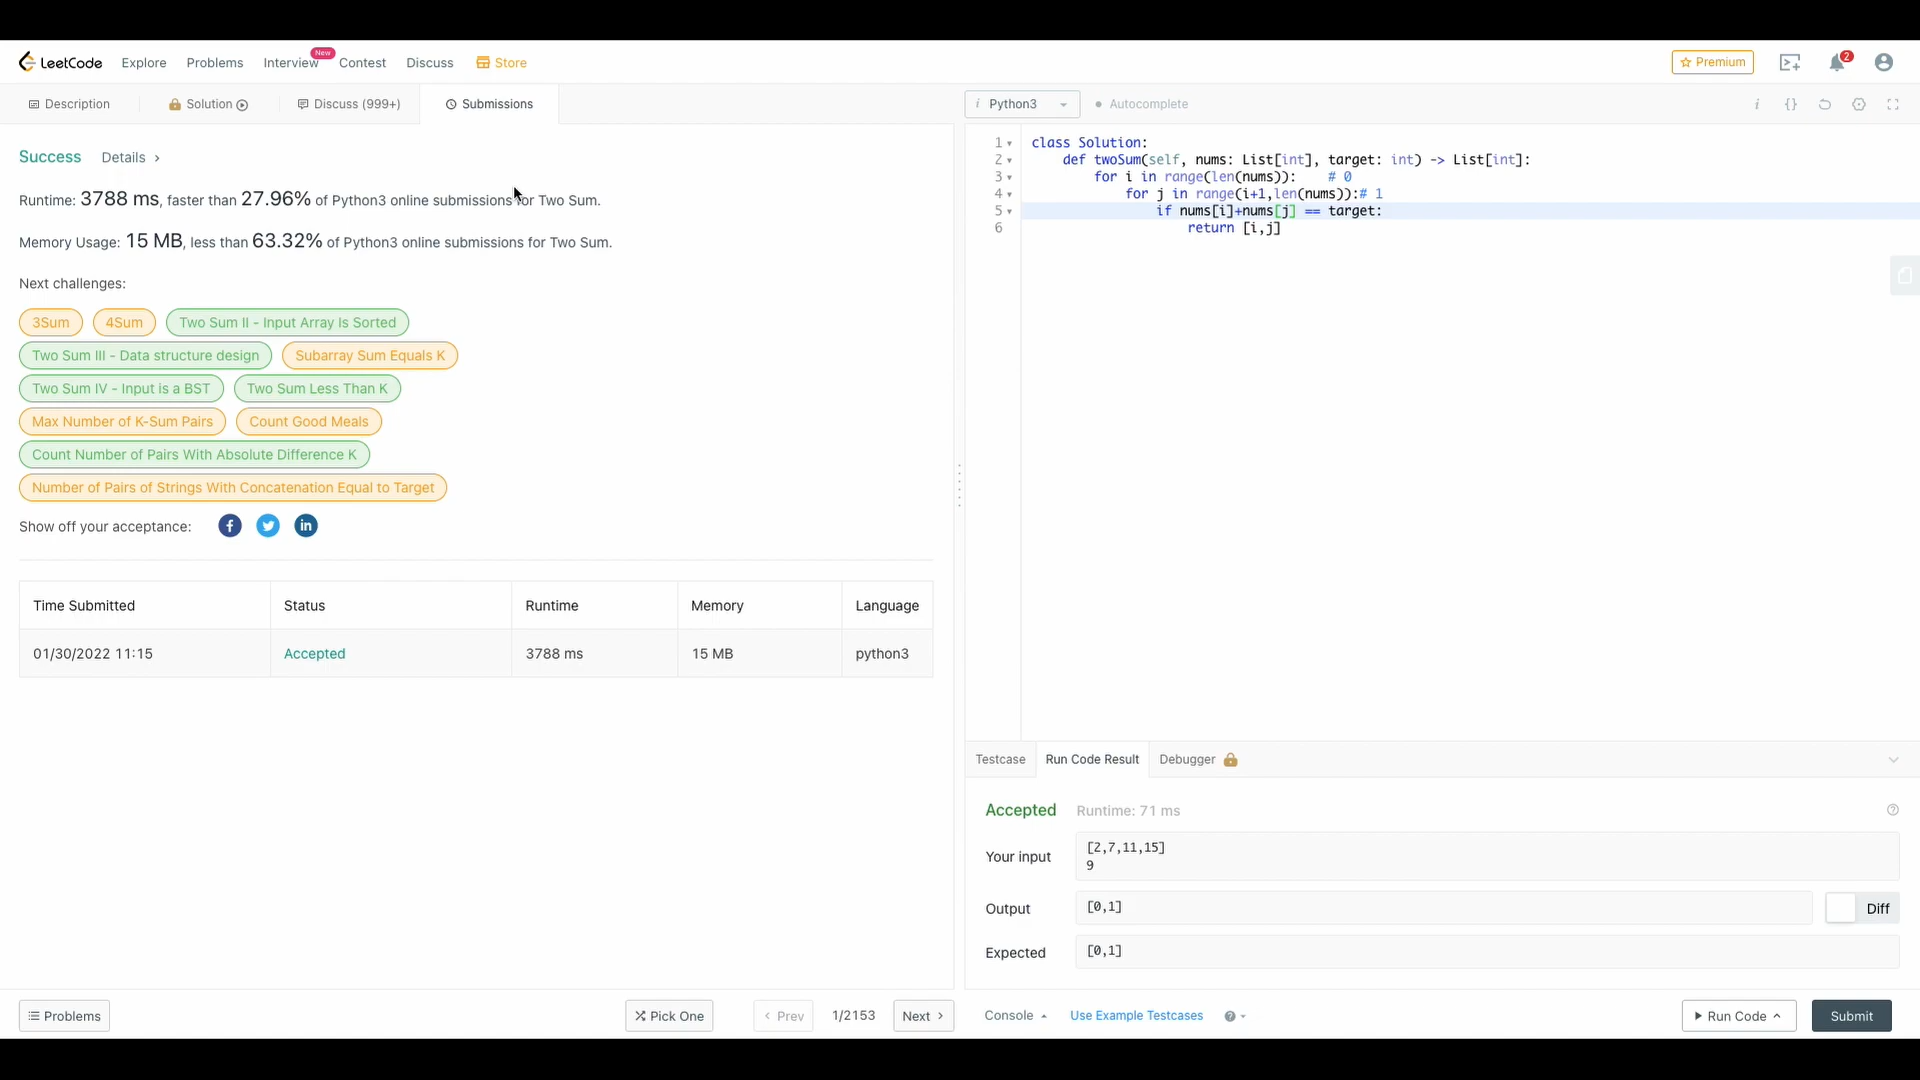 LeetCode Explore Problems Interview New Contest Discuss Store Premium 2
Description Solution Discuss (999+) Submissions
Success Details >
Runtime: 3788 ms, faster than 27.96% of Python3 online submissions for Two Sum.
Memory Usage: 15 MB, less than 63.32% of Python3 online submissions for Two Sum.
Next challenges:
3Sum 4Sum Two Sum II - Input Array Is Sorted
Two Sum III - Data structure design Subarray Sum Equals K
Two Sum IV - Input is a BST Two Sum Less Than K
Max Number of K-Sum Pairs Count Good Meals
Count Number of Pairs With Absolute Difference K
Number of Pairs of Strings With Concatenation Equal to Target
Show off your acceptance:
Time Submitted Status Runtime Memory Language
01/30/2022 11:15 Accepted 3788 ms 15 MB python3
Problems Pick One < Prev 1/2153 Next >
i Python3 Autocomplete i {}
1 class Solution:
2 def twoSum(self, nums: List[int], target: int) -> List[int]:
3 for i in range(len(nums)): # 0
4 for j in range(i+1,len(nums)):# 1
5 if nums[i]+nums[j] == target:
6 return [i,j]
Testcase Run Code Result Debugger
Accepted Runtime: 71 ms
Your input [2,7,11,15]
9
Output [0,1] Diff
Expected [0,1]
Console Use Example Testcases Run Code Submit